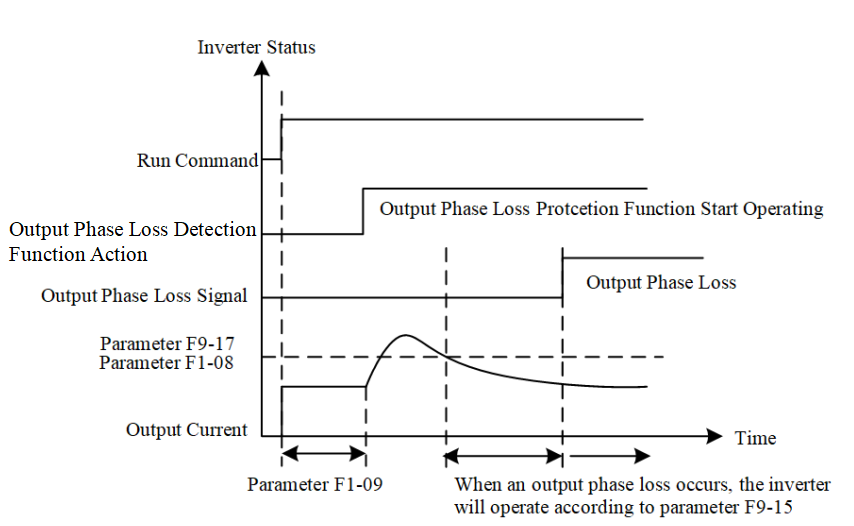 Inverter Status
Run Command
Output Phase Loss Protcetion Function Start Operating
Output Phase Loss Detection
Function Action
Output Phase Loss
Output Phase Loss Signal
Parameter F9-17
Parameter F1-08
Output Current
Time
Parameter F1-09
When an output phase loss occurs, the inverter
will operate according to parameter F9-15